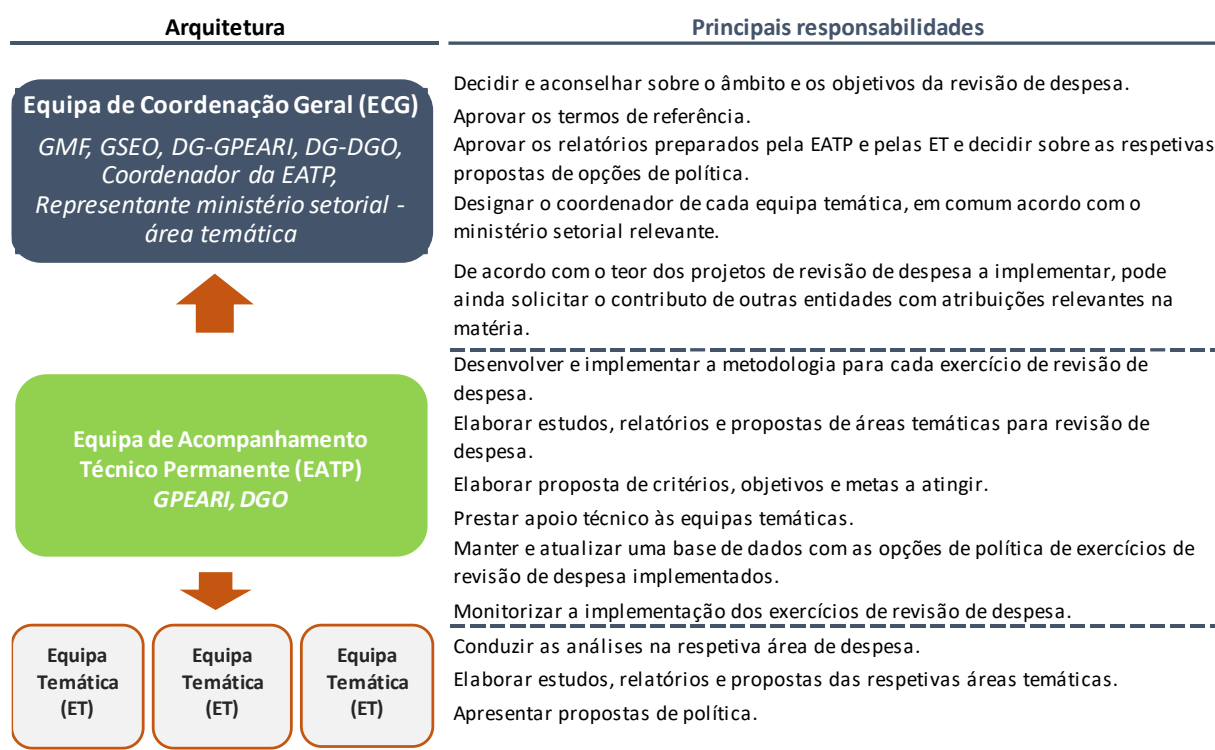 Arquitetura
Principais responsabilidades
Equipa de Coordenação Geral (ECG)
GMF, GSEO, DG-GPEARI, DG-DGO,
Coordenador da EATP,
Representante ministério setorial -
área temática
Decidir e aconselhar sobre o âmbito e os objetivos da revisão de despesa.
Aprovar os termos de referência.
Aprovar os relatórios preparados pela EATP e pelas ET e decidir sobre as respetivas
propostas de opções de política.
Designar o coordenador de cada equipa temática, em comum acordo com o
ministério setorial relevante.
De acordo com o teor dos projetos de revisão de despesa a implementar, pode
ainda solicitar o contributo de outras entidades com atribuições relevantes na
matéria.
Equipa de Acompanhamento
Técnico Permanente (EATP)
GPEARI, DGO
Desenvolver e implementar a metodologia para cada exercício de revisão de
despesa.
Elaborar estudos, relatórios e propostas de áreas temáticas para revisão de
despesa.
Elaborar proposta de critérios, objetivos e metas a atingir.
Prestar apoio técnico às equipas temáticas.
Manter e atualizar uma base de dados com as opções de política de exercícios de
revisão de despesa implementados.
Monitorizar a implementação dos exercícios de revisão de despesa.
Equipa
Temática
(ET)
Equipa
Temática
(ET)
Equipa
Temática
(ET)
Conduzir as análises na respetiva área de despesa.
Elaborar estudos, relatórios e propostas das respetivas áreas temáticas.
Apresentar propostas de política.